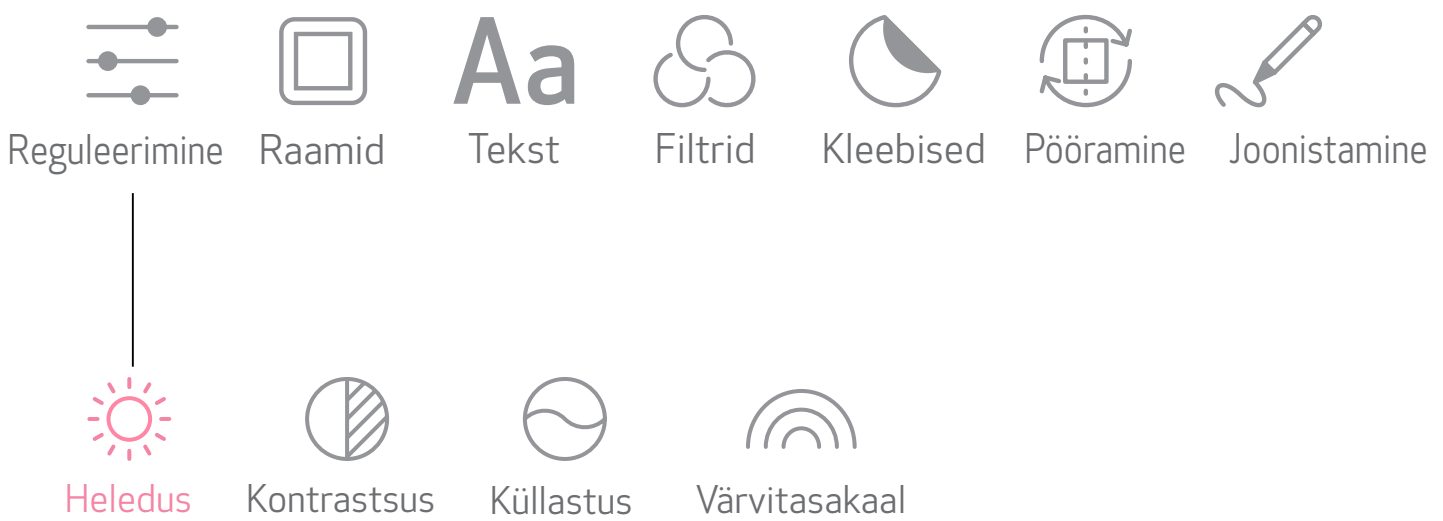 Aa
Reguleerimine Raamid Tekst Filtrid Kleebised Pööramine Joonistamine
Heledus Kontrastsus Küllastus Värvitasakaal